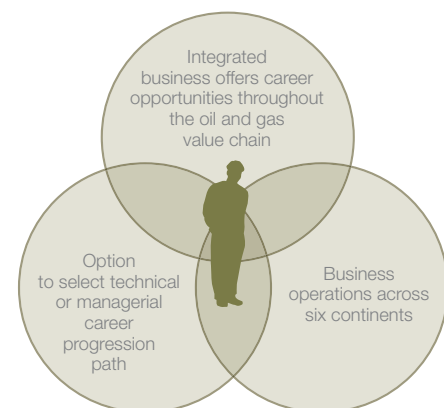 Integrated
business offers career
opportunities throughout
the oil and gas
value chain
Option
to select technical
or managerial
career
progression
path
Business
operations across
six continents